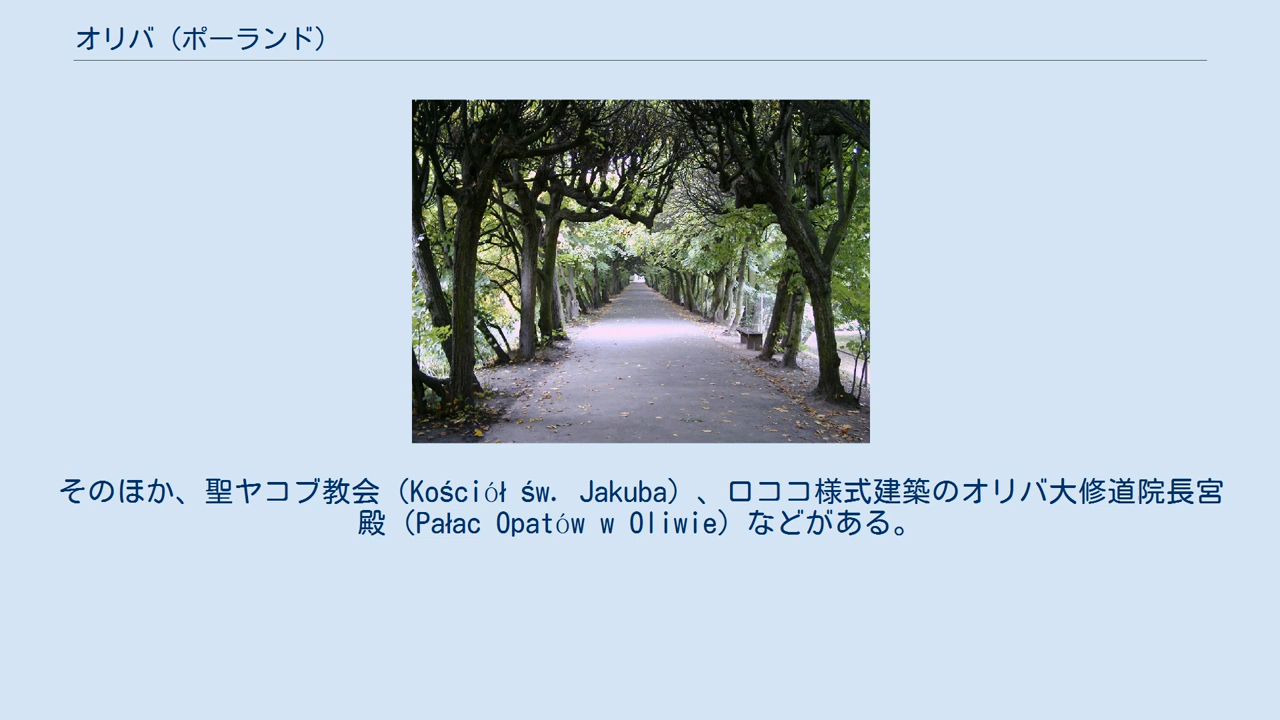 オリバ（ポーランド）
そのほか、聖ヤコブ教会（Kościół św. Jakuba）、ロココ様式建築のオリバ大修道院長宮
殿（Pałac Opatów w Oliwie）などがある。